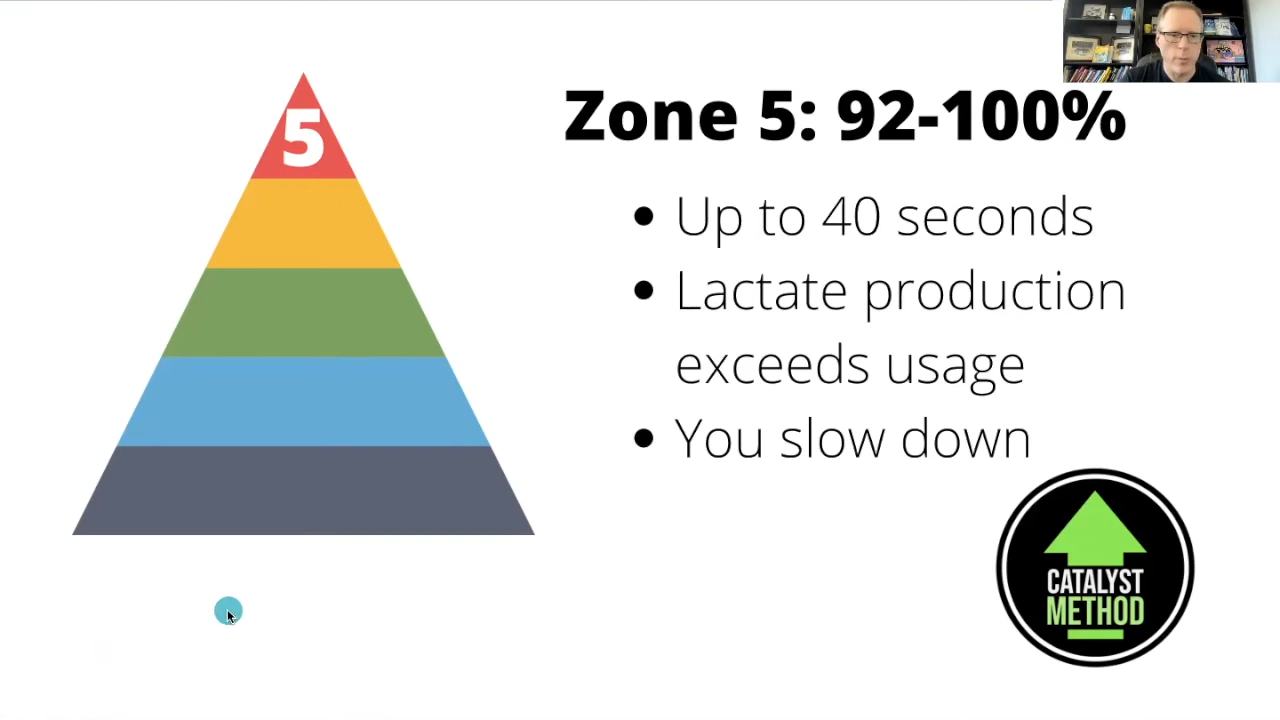 5
Zone 5: 92-100%
Up to 40 seconds
Lactate production
exceeds usage
You slow down
CATALYST
METHOD